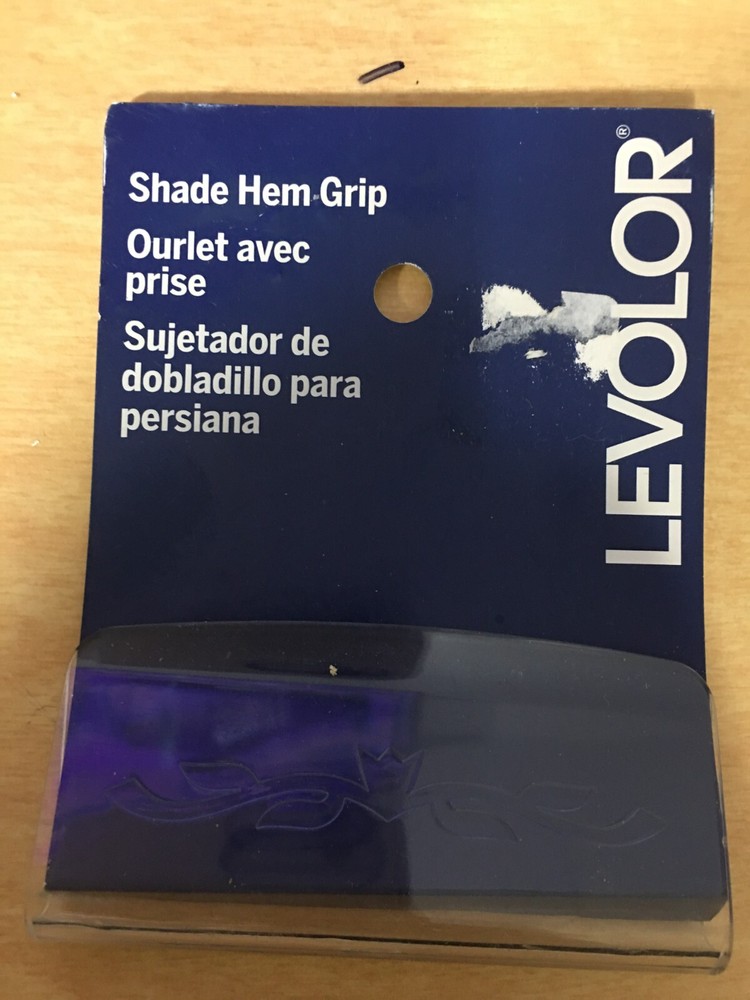 Shade Hem Grip
Ourlet avec
prise
Sujetador de
dobladillo para
persiana
LEVOLOR®